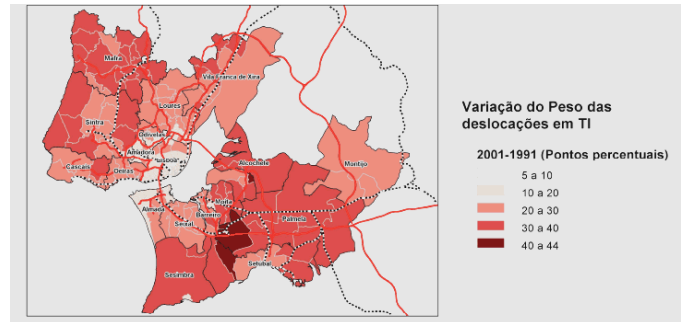 Mafra
Vila Franca de Xira
Loures
Sintra
Odivelas
Amadora
Lisboa
Cascais
Oeiras
Alcochete
Montijo
Almada
Moita
Barreiro
Seixal
Palmela
Setúbal
Sesimbra
Variação do Peso das
deslocações em TI
2001-1991 (Pontos percentuais)
5 a 10
10 a 20
20 a 30
30 a 40
40 a 44